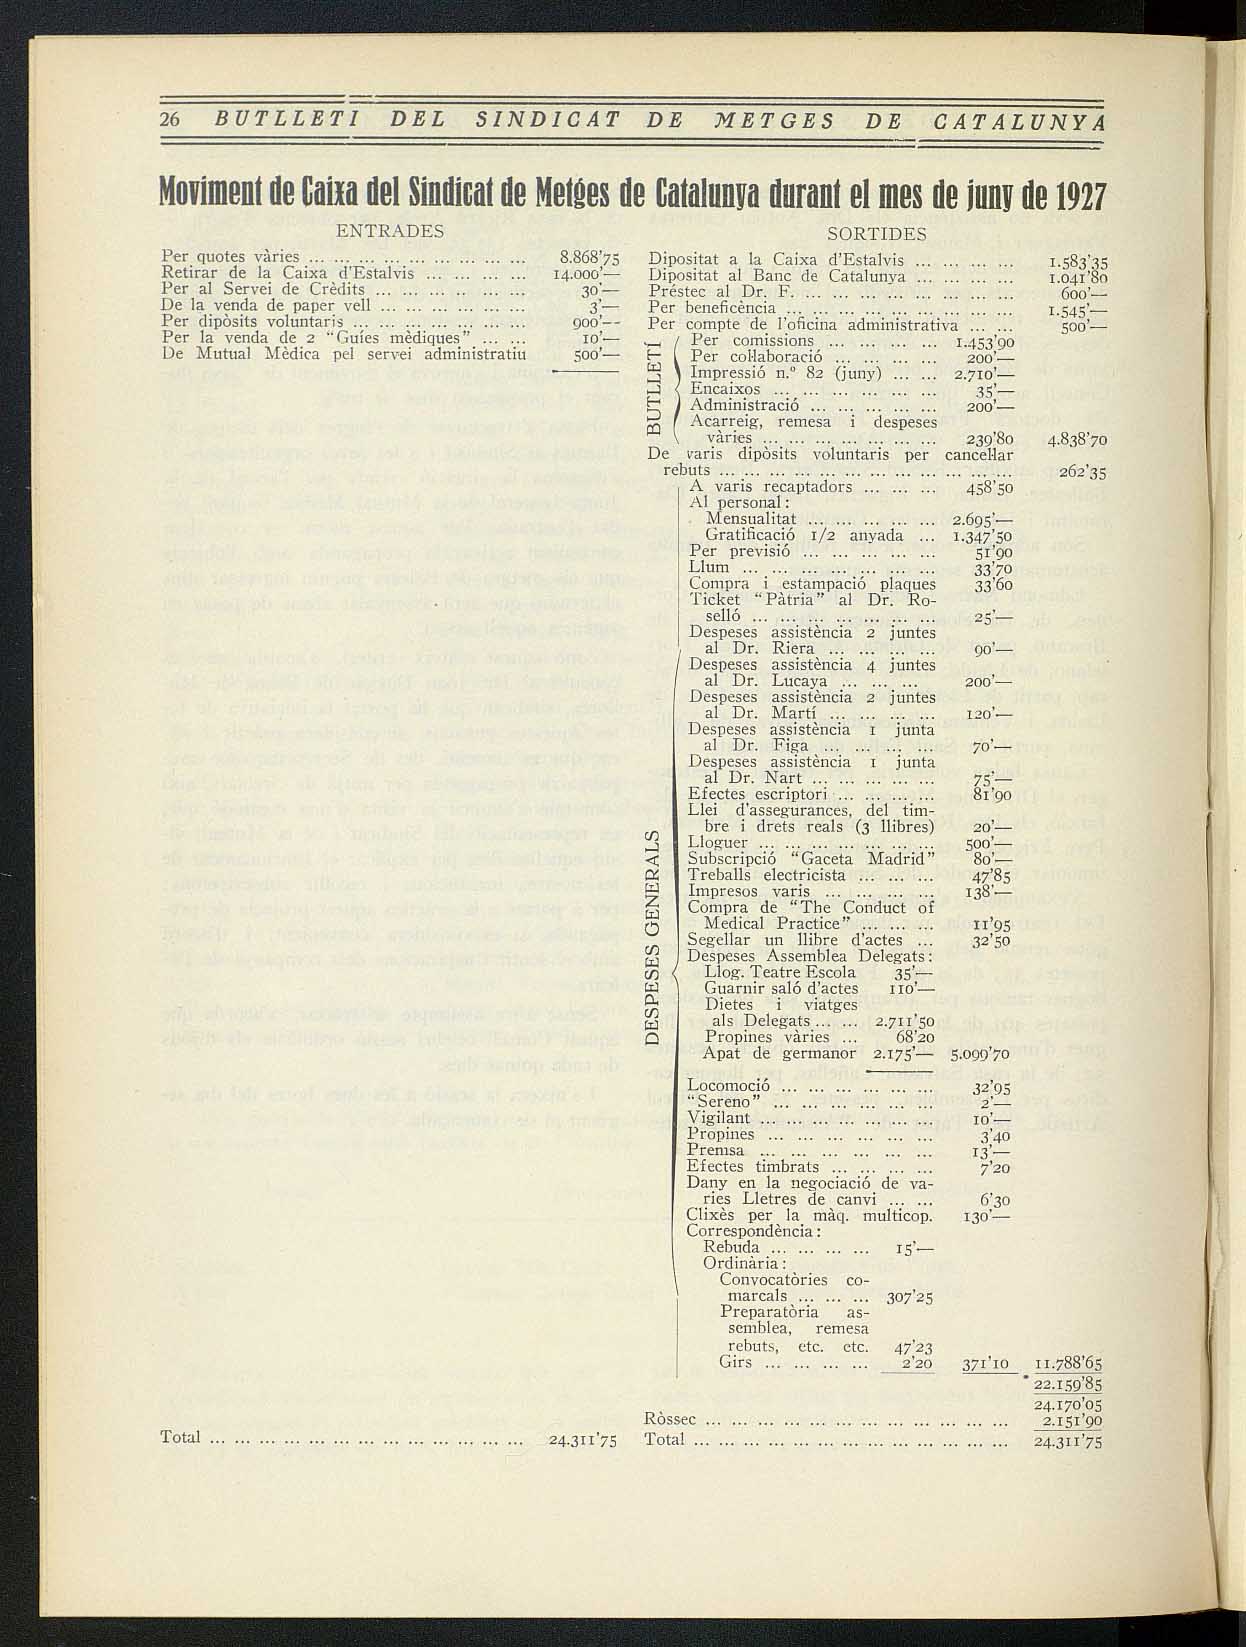 26 BUTLLETI DEL SINDICAT DE METGES DE CATALUNYA
Moviment de Caixa del Sindicat de Metges de Catalunya durant el mes de juny de 1927
ENTRADES
Per quotes vàries ... ... ... ... ... ... ... ... ... 8.868'75
Retirar de la Caixa d'Estalvis ... ... ... ... 14.000'—
Per al Servei de Crèdits ... ... ... ... ... ... 30'—
De la venda de paper vell ... ... ... ... ... ... 3'—
Per dipòsits voluntaris ... ... ... ... ... ... ... 900'—
Per la venda de 2 "Guíes mèdiques" ... ... 10'—
De Mutual Mèdica pel servei administratiu 500'—
Total ... ... ... ... ... ... ... ... ... ... ... ... ... 24.311'75
SORTIDES
Dipositat a la Caixa d'Estalvis ... ... ... ... 1.583'35
Dipositat al Banc de Catalunya ... ... ... ... 1.041'80
Préstec al Dr. F. ... ... ... ... ... ... ... ... 600'—
Per beneficència ... ... ... ... ... ... ... ... ... 1.545'—
Per compte de l'oficina administrativa ... ... 500'—
BUTLLETÍ
Per comissions ... ... ... ... 1.453'90
Per col·laboració ... ... ... ... 200'—
Impressió n.º 82 (juny) ... ... 2.710'—
Encaixos ... ... ... ... ... ... 35'—
Administració ... ... ... ... ... 200'—
Acarreig, remesa i despeses
vàries ... ... ... ... ... ... ... 239'80 4.838'70
De varis dipòsits voluntaris per cancel·lar
rebuts ... ... ... ... ... ... ... ... ... ... ... ... 262'35
DESPESES GENERALS
A varis recaptadors ... ... ... 458'50
Al personal:
Mensualitat ... ... ... ... ... 2.695'—
Gratificació 1/2 anyada ... 1.347'50
Per previsió ... ... ... ... ... 51'90
Llum ... ... ... ... ... ... ... 33'70
Compra i estampació plaques 33'60
Ticket "Pàtria" al Dr. Ro-
selló ... ... ... ... ... ... ... 25'—
Despeses assistència 2 juntes
al Dr. Riera ... ... ... ... 90'—
Despeses assistència 4 juntes
al Dr. Lucaya ... ... ... 200'—
Despeses assistència 2 juntes
al Dr. Martí ... ... ... ... 120'—
Despeses assistència 1 junta
al Dr. Figa ... ... ... ... 70'—
Despeses assistència 1 junta
al Dr. Nart ... ... ... ... ... 75'—
Efectes escriptori ... ... ... ... 81'90
Llei d'assegurances, del tim-
bre i drets reals (3 llibres) 20'—
Lloguer ... ... ... ... ... ... ... 500'—
Subscripció "Gaceta Madrid" 80'—
Treballs electricista ... ... ... 47'85
Impresos varis ... ... ... ... 138'—
Compra de "The Conduct of
Medical Practice" ... ... ... 11'95
Segellar un llibre d'actes ... 32'50
Despeses Assemblea Delegats:
Llog. Teatre Escola 35'—
Guarnir saló d'actes 110'—
Dietes i viatges
als Delegats ... ... 2.711'50
Propines vàries ... 68'20
Apat de germanor 2.175'— 5.099'70
Locomoció ... ... ... ... ... ... 32'95
"Sereno" ... ... ... ... ... ... 2'—
Vigilant ... ... ... ... ... ... ... 10'—
Propines ... ... ... ... ... ... 3'40
Premsa ... ... ... ... ... ... ... 13'—
Efectes timbrats ... ... ... ... 7'20
Dany en la negociació de va-
ries Lletres de canvi ... ... 6'30
Clixès per la màq. multicop. 130'—
Correspondència:
Rebuda ... ... ... ... 15'—
Ordinària:
Convocatòries co-
marcals ... ... ... 307'25
Preparatòria as-
semblea, remesa
rebuts, etc. etc. 47'23
Girs ... ... ... ... 2'20 371'10 11.788'65
22.159'85
24.170'05
Ròssec ... ... ... ... ... ... ... ... ... ... ... ... 2.151'90
Total ... ... ... ... ... ... ... ... ... ... ... ... ... 24.311'75